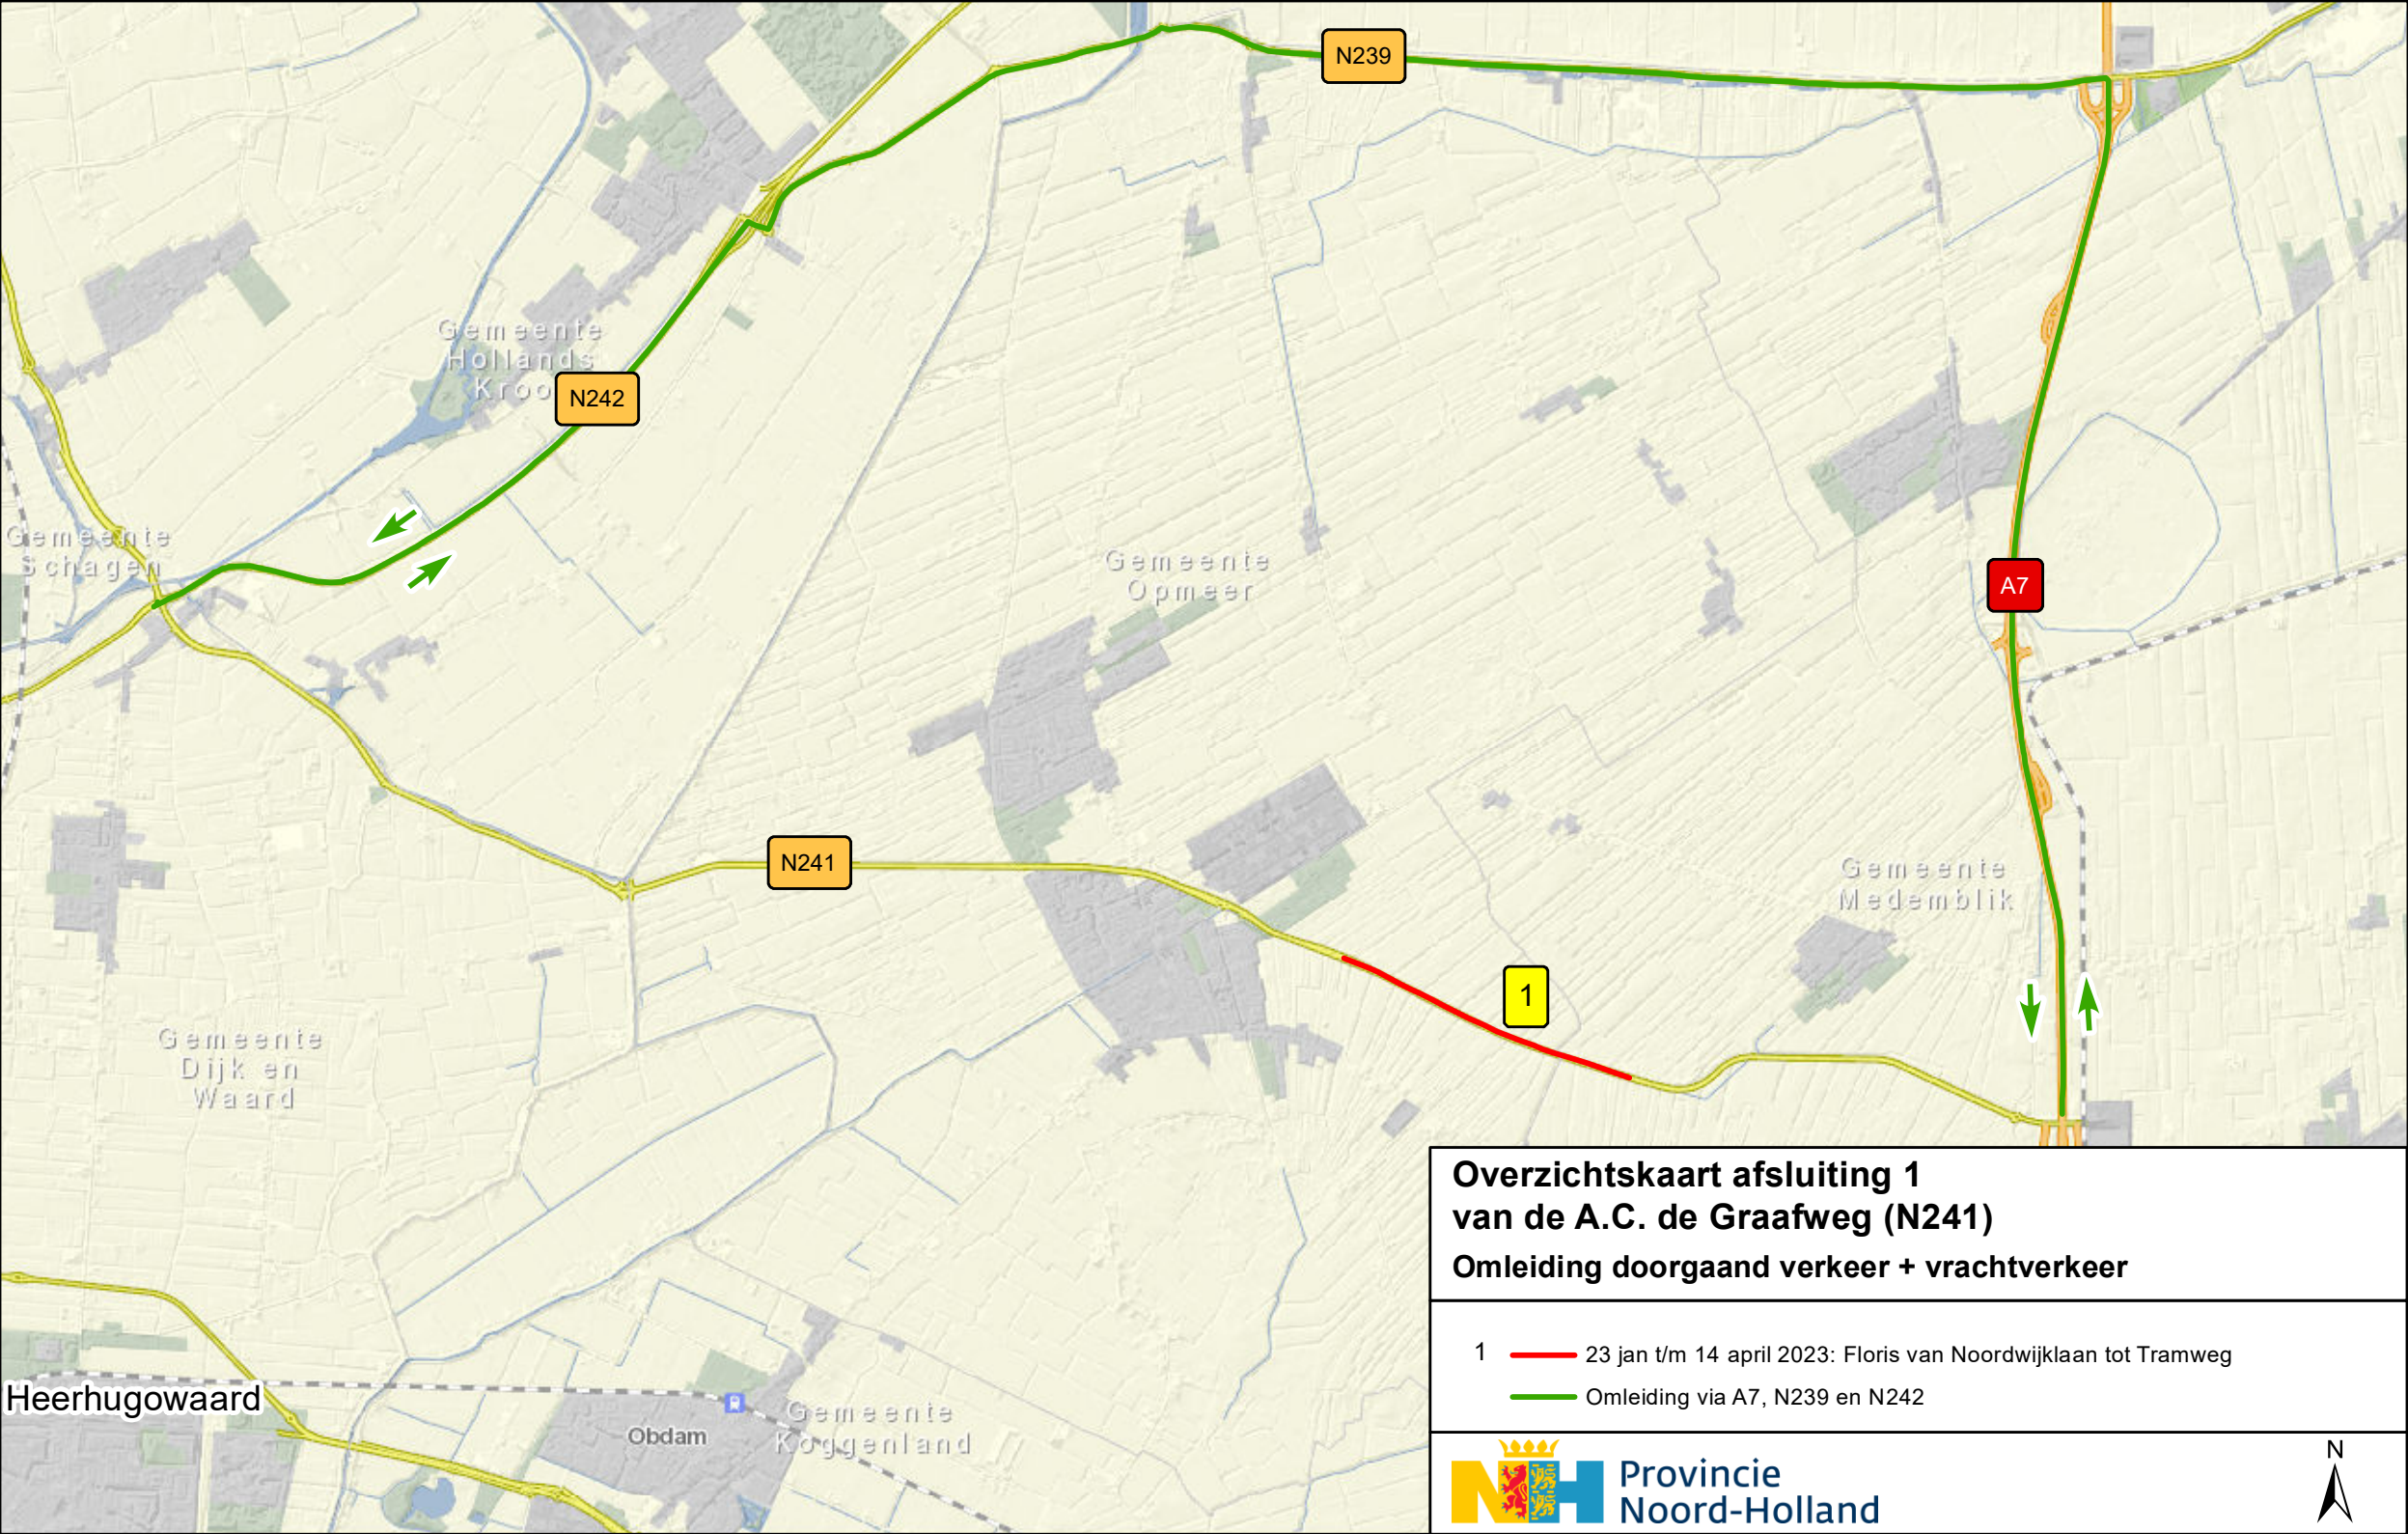 N239
Gemeente
Hollands
Kroo
N242
Gemeente
Schagen
Gemeente
Opmeer
A7
N241
Gemeente
Medemblik
1
Gemeente
Dijk en
Waard
Heerhugowaard
Obdam
Gemeente
Koggenland
Overzichtskaart afsluiting 1
van de A.C. de Graafweg (N241)
Omleiding doorgaand verkeer + vrachtverkeer
1 23 jan t/m 14 april 2023: Floris van Noordwijklaan tot Tramweg
Omleiding via A7, N239 en N242
NH
Provincie
Noord-Holland
N